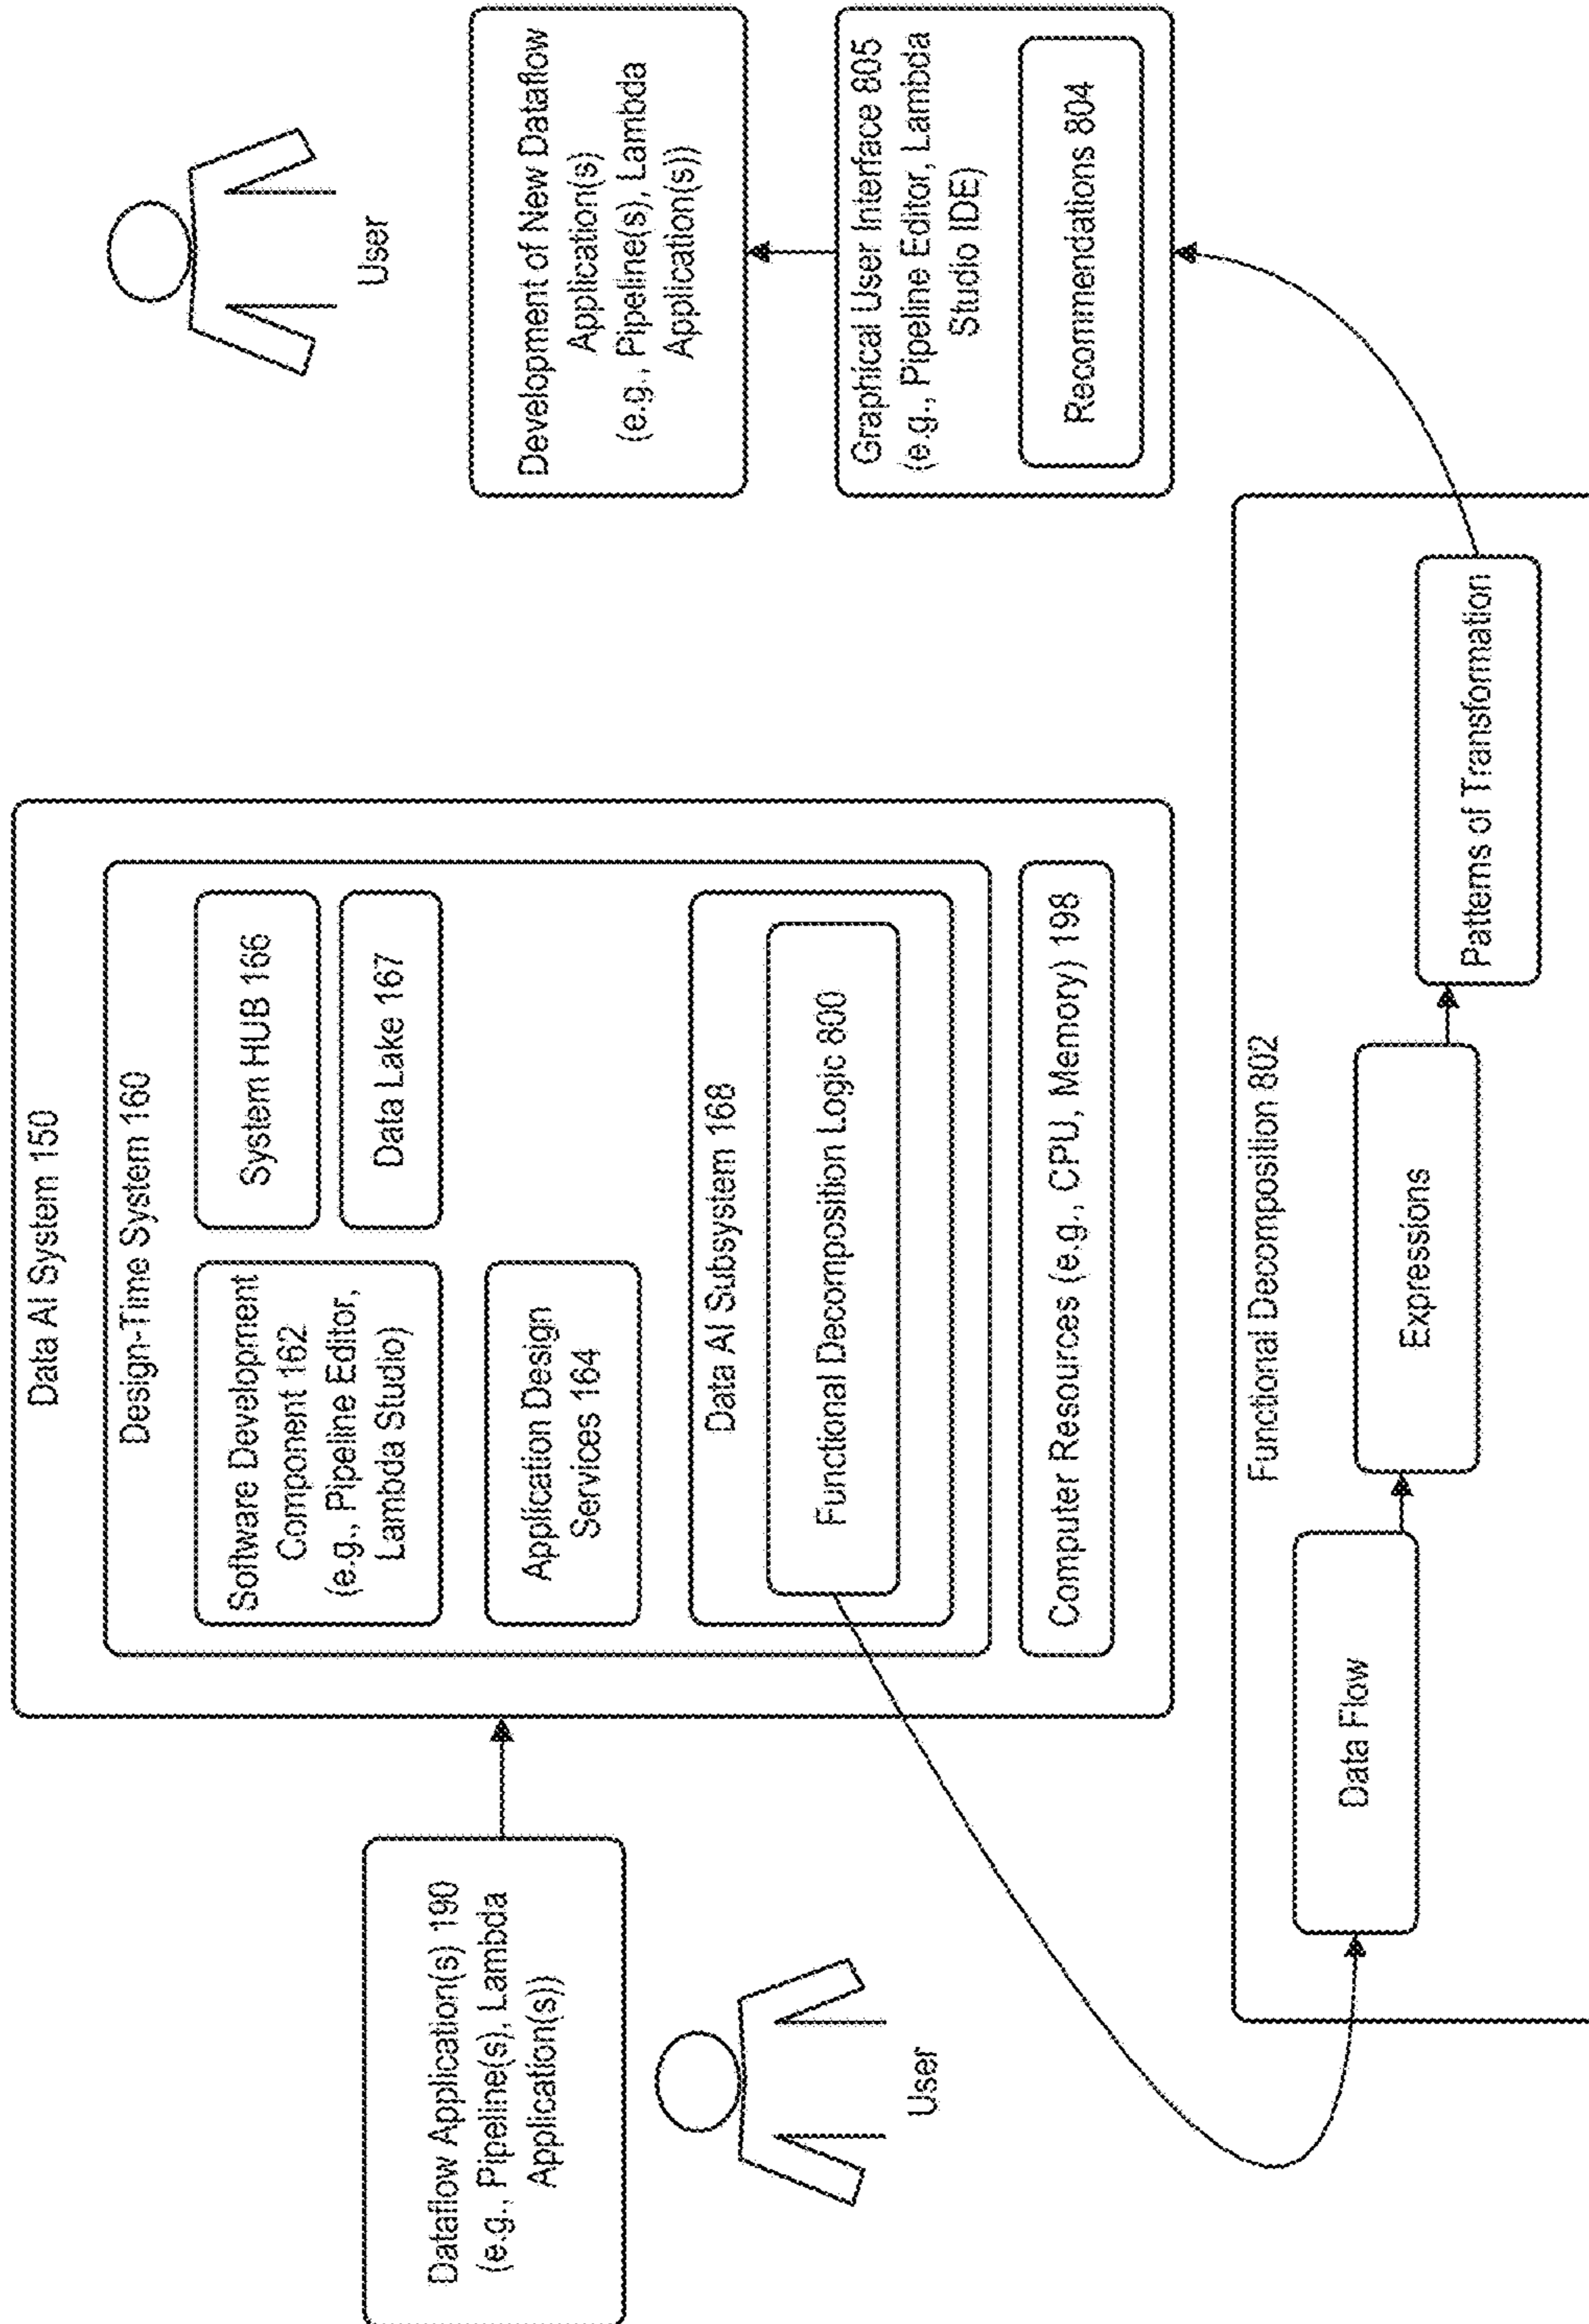 Data AI System 150
Design-Time System 160
Software Development
Component 162
(e.g., Pipeline Editor,
Lambda Studio)
System HUB 166
Data Lake 167
Application Design
Services 164
Data AI Subsystem 168
Functional Decomposition Logic 800
Computer Resources (e.g., CPU, Memory) 198
Dataflow Application(s) 190
(e.g., Pipeline(s), Lambda
Application(s))
User
User
Development of New Dataflow
Application(s)
(e.g., Pipeline(s), Lambda
Application(s))
Graphical User Interface 805
(e.g., Pipeline Editor, Lambda
Studio IDE)
Recommendations 804
Functional Decomposition 802
Data Flow
Expressions
Patterns of Transformation